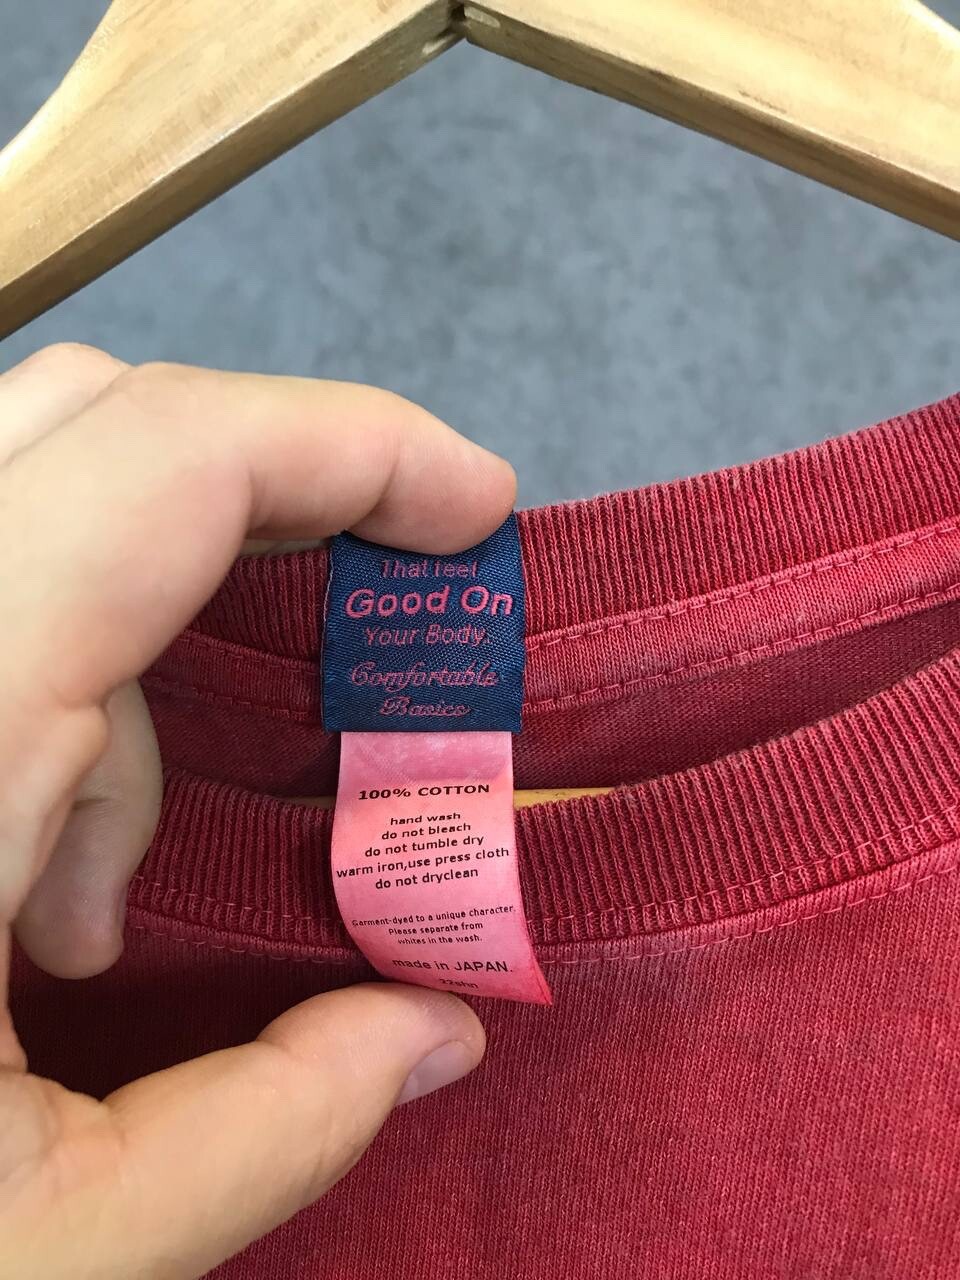 That feel
Good On
Your Body.
Comfortable
Basics
100% COTTON
hand wash
do not bleach
do not tumble dry
warm iron,use press cloth
do not dryclean
Garment-dyed to a unique character.
Please separate from
whites in the wash.
made in JAPAN.